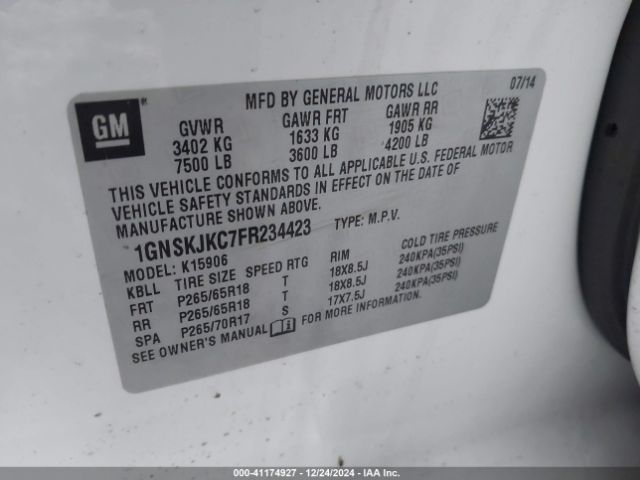 GM
MFD BY GENERAL MOTORS LLC 07/14
GVWR GAWR FRT GAWR RR
3402 KG 1633 KG 1905 KG
7500 LB 3600 LB 4200 LB
THIS VEHICLE CONFORMS TO ALL APPLICABLE U.S. FEDERAL MOTOR
VEHICLE SAFETY STANDARDS IN EFFECT ON THE DATE OF
MANUFACTURE SHOWN ABOVE.
1GNSKJKC7FR234423 TYPE: M.P.V.
MODEL: K15906
KBLL TIRE SIZE SPEED RTG RIM COLD TIRE PRESSURE
FRT P265/65R18 T 18X8.5J 240KPA(35PSI)
RR P265/65R18 T 18X8.5J 240KPA(35PSI)
SPA P265/70R17 S 17X7.5J 240KPA(35PSI)
SEE OWNER'S MANUAL FOR MORE INFORMATION.
000-41174927 - 12/24/2024 - IAA Inc.